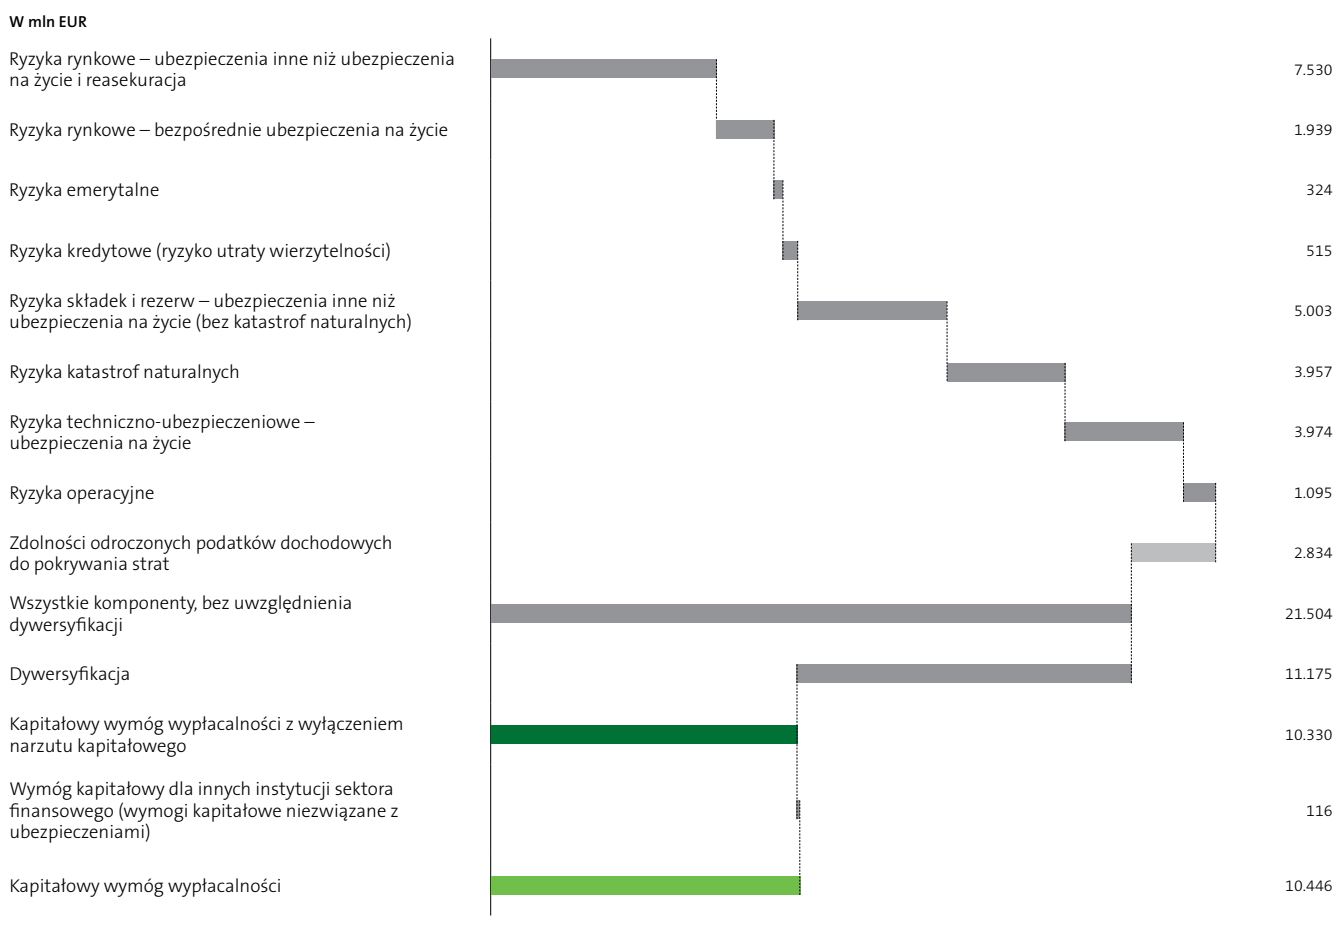 W mln EUR
Ryzyka rynkowe – ubezpieczenia inne niż ubezpieczenia
na życie i reasekuracja
7.530
Ryzyka rynkowe – bezpośrednie ubezpieczenia na życie
1.939
Ryzyka emerytalne
324
Ryzyka kredytowe (ryzyko utraty wierzytelności)
515
Ryzyka składek i rezerw – ubezpieczenia inne niż
ubezpieczenia na życie (bez katastrof naturalnych)
5.003
Ryzyka katastrof naturalnych
3.957
Ryzyka techniczno-ubezpieczeniowe –
ubezpieczenia na życie
3.974
Ryzyka operacyjne
1.095
Zdolności odroczonych podatków dochodowych
do pokrywania strat
2.834
Wszystkie komponenty, bez uwzględnienia
dywersyfikacji
21.504
Dywersyfikacja
11.175
Kapitałowy wymóg wypłacalności z wyłączeniem
narzutu kapitałowego
10.330
Wymóg kapitałowy dla innych instytucji sektora
finansowego (wymogi kapitałowe niezwiązane z
ubezpieczeniami)
116
Kapitałowy wymóg wypłacalności
10.446